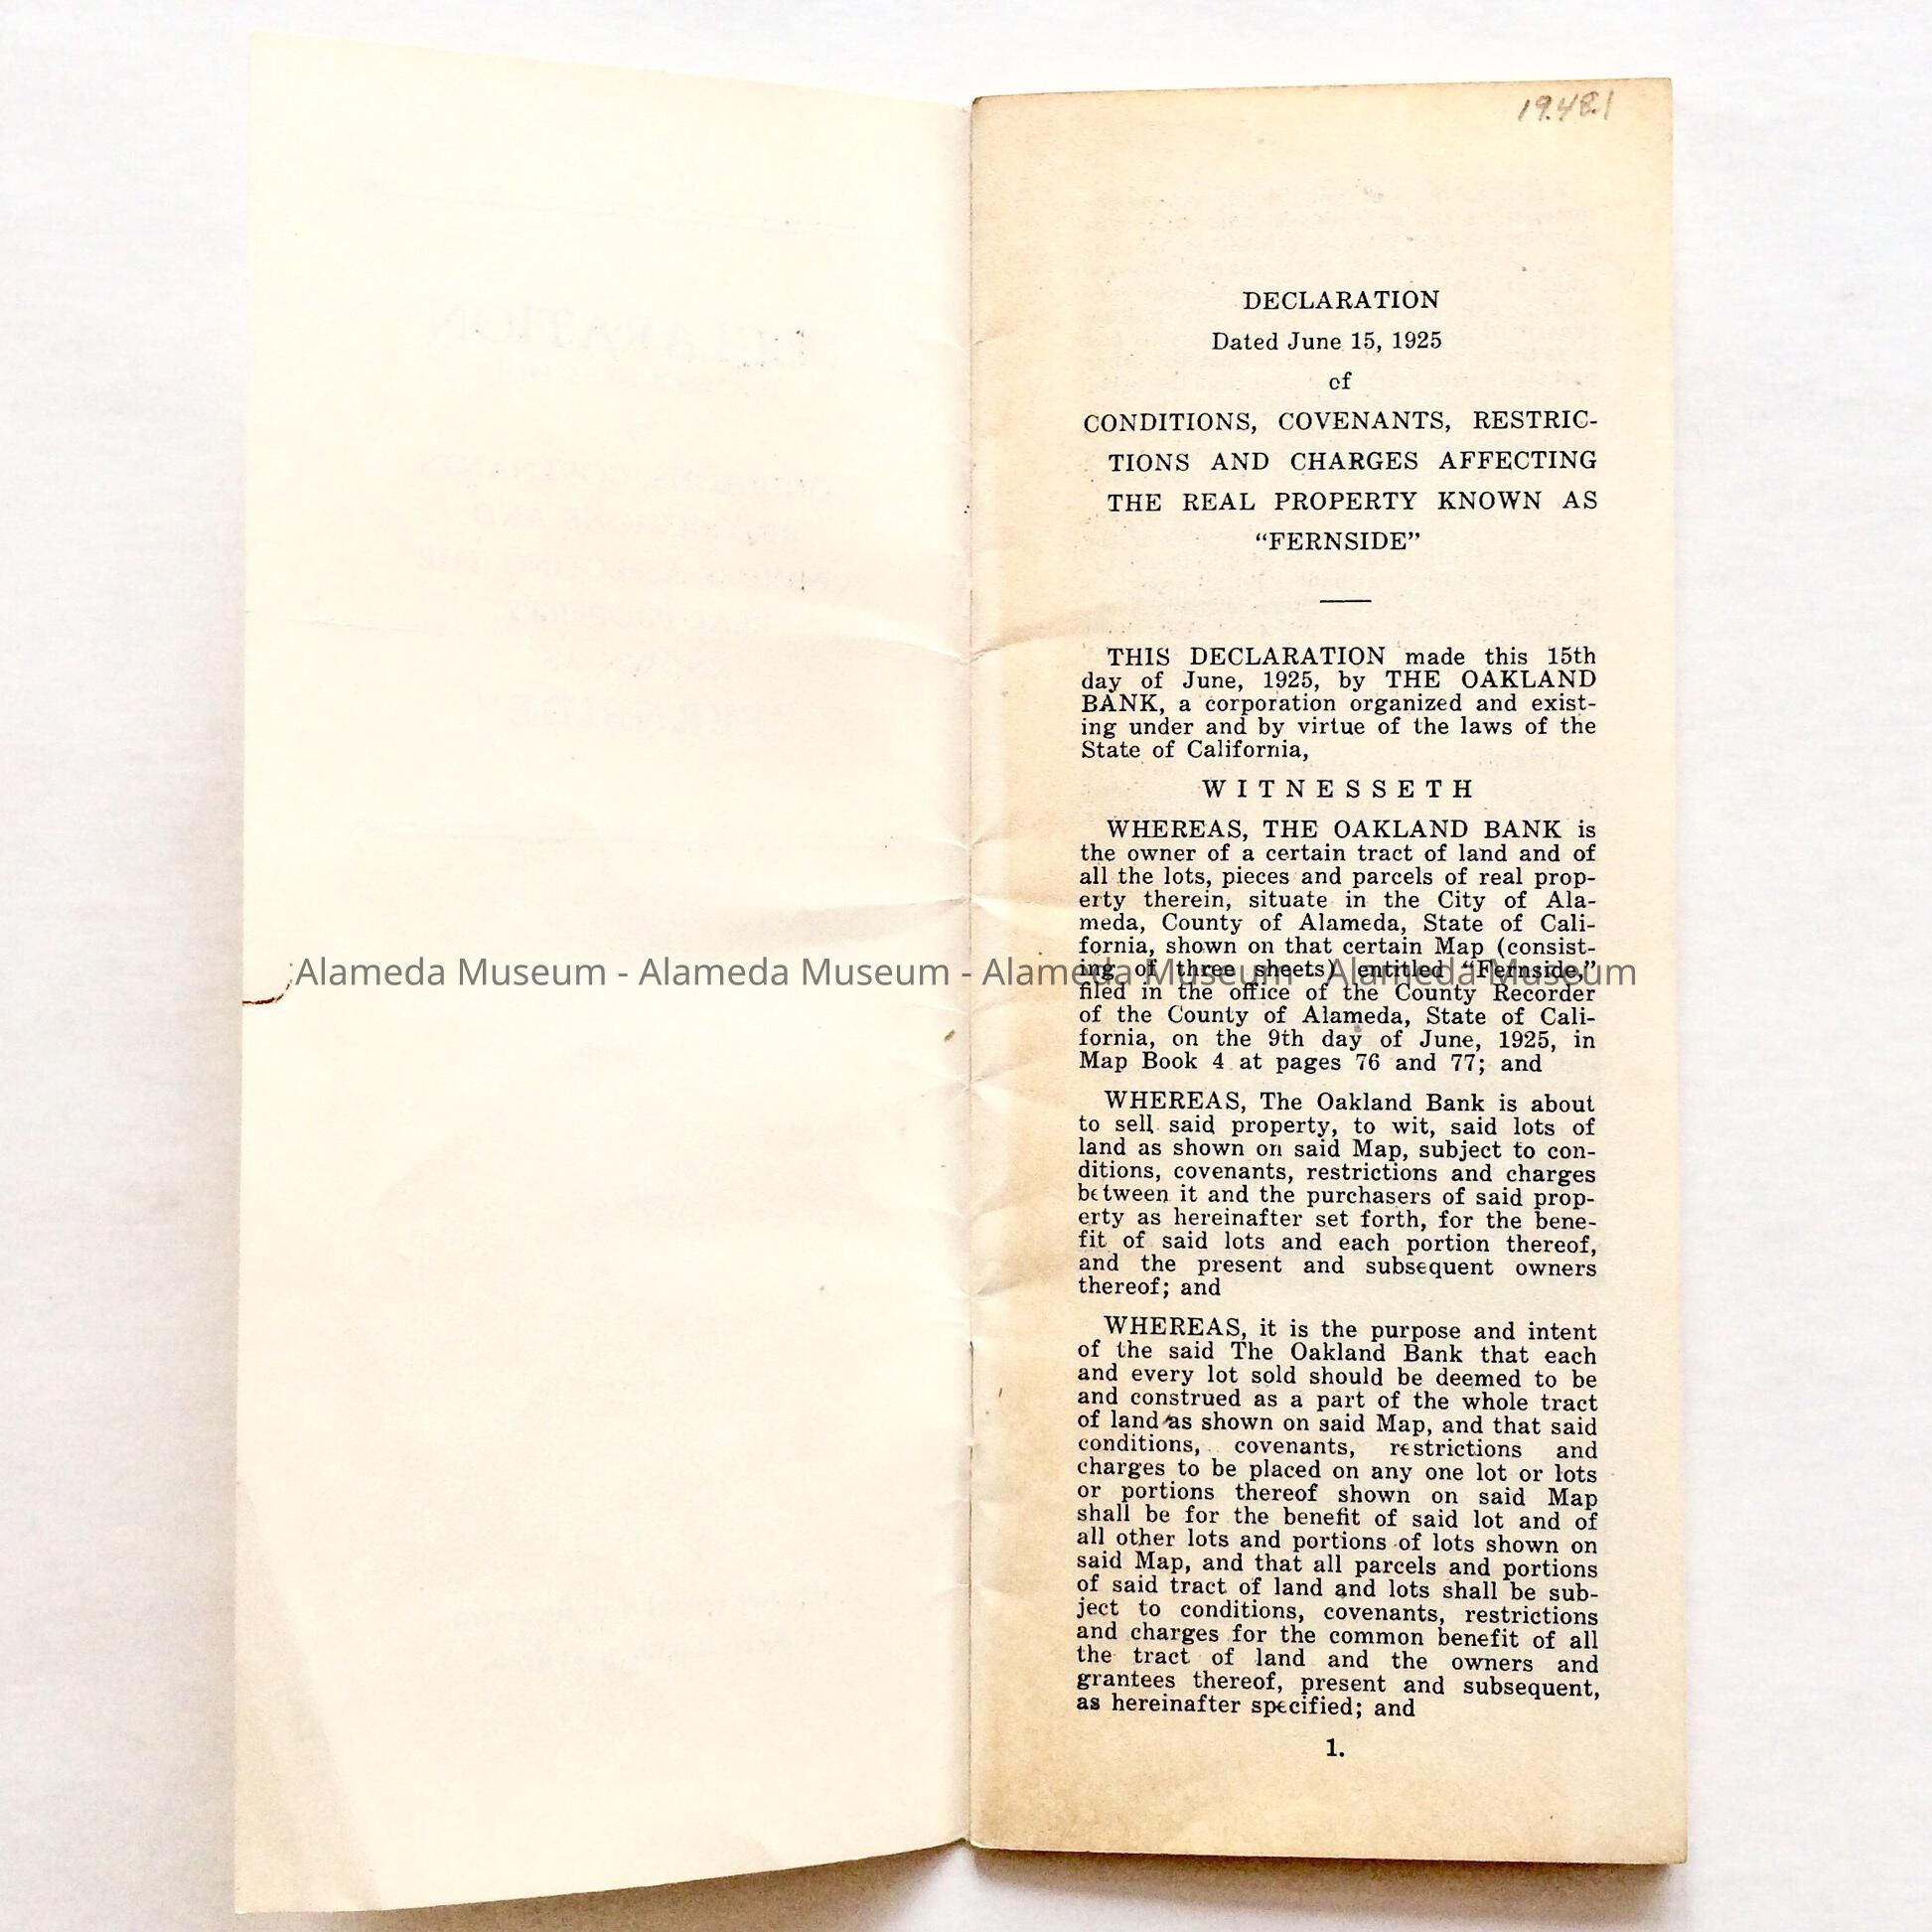 19.48.1
DECLARATION
Dated June 15, 1925
of
CONDITIONS, COVENANTS, RESTRIC-
TIONS AND CHARGES AFFECTING
THE REAL PROPERTY KNOWN AS
“FERNSIDE”
THIS DECLARATION made this 15th
day of June, 1925, by THE OAKLAND
BANK, a corporation organized and exist-
ing under and by virtue of the laws of the
State of California,
WITNESSETH
WHEREAS, THE OAKLAND BANK is
the owner of a certain tract of land and of
all the lots, pieces and parcels of real prop-
erty therein, situate in the City of Ala-
meda, County of Alameda, State of Cali-
fornia, shown on that certain Map (consist-
ing of three sheets) entitled “Fernside,”
Alameda Museum - Alameda Museum - Alameda Museum - Alameda Museum
filed in the office of the County Recorder
of the County of Alameda, State of Cali-
fornia, on the 9th day of June, 1925, in
Map Book 4 at pages 76 and 77; and
WHEREAS, The Oakland Bank is about
to sell said property, to wit, said lots of
land as shown on said Map, subject to con-
ditions, covenants, restrictions and charges
between it and the purchasers of said prop-
erty as hereinafter set forth, for the bene-
fit of said lots and each portion thereof,
and the present and subsequent owners
thereof; and
WHEREAS, it is the purpose and intent
of the said The Oakland Bank that each
and every lot sold should be deemed to be
and construed as a part of the whole tract
of land as shown on said Map, and that said
conditions, covenants, restrictions and
charges to be placed on any one lot or lots
or portions thereof shown on said Map
shall be for the benefit of said lot and of
all other lots and portions of lots shown on
said Map, and that all parcels and portions
of said tract of land and lots shall be sub-
ject to conditions, covenants, restrictions
and charges for the common benefit of all
the tract of land and the owners and
grantees thereof, present and subsequent,
as hereinafter specified; and
1.